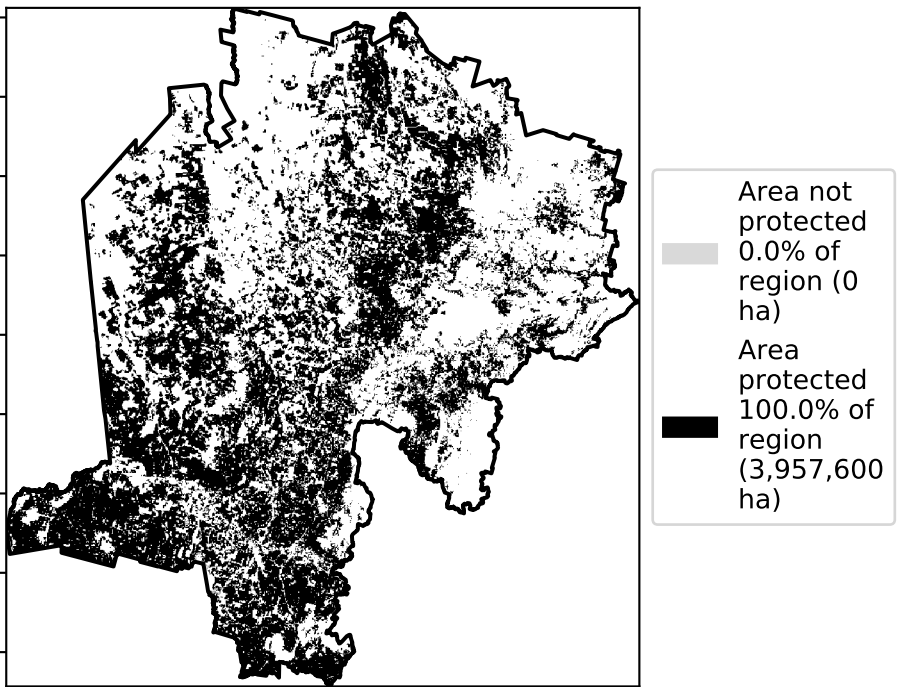 Area not
protected
0.0% of
region (0
ha)
Area
protected
100.0% of
region
(3,957,600
ha)